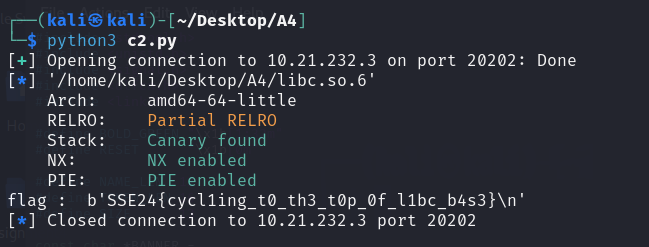 ┌──(kali㉿kali)-[~/Desktop/A4]
└─$ python3 c2.py
[+] Opening connection to 10.21.232.3 on port 20202: Done
[*] '/home/kali/Desktop/A4/libc.so.6'
    Arch:     amd64-64-little
    RELRO:    Partial RELRO
    Stack:    Canary found
    NX:       NX enabled
    PIE:      PIE enabled
flag :  b'SSE24{cycl1ing_t0_th3_t0p_0f_l1bc_b4s3}\n'
[*] Closed connection to 10.21.232.3 port 20202